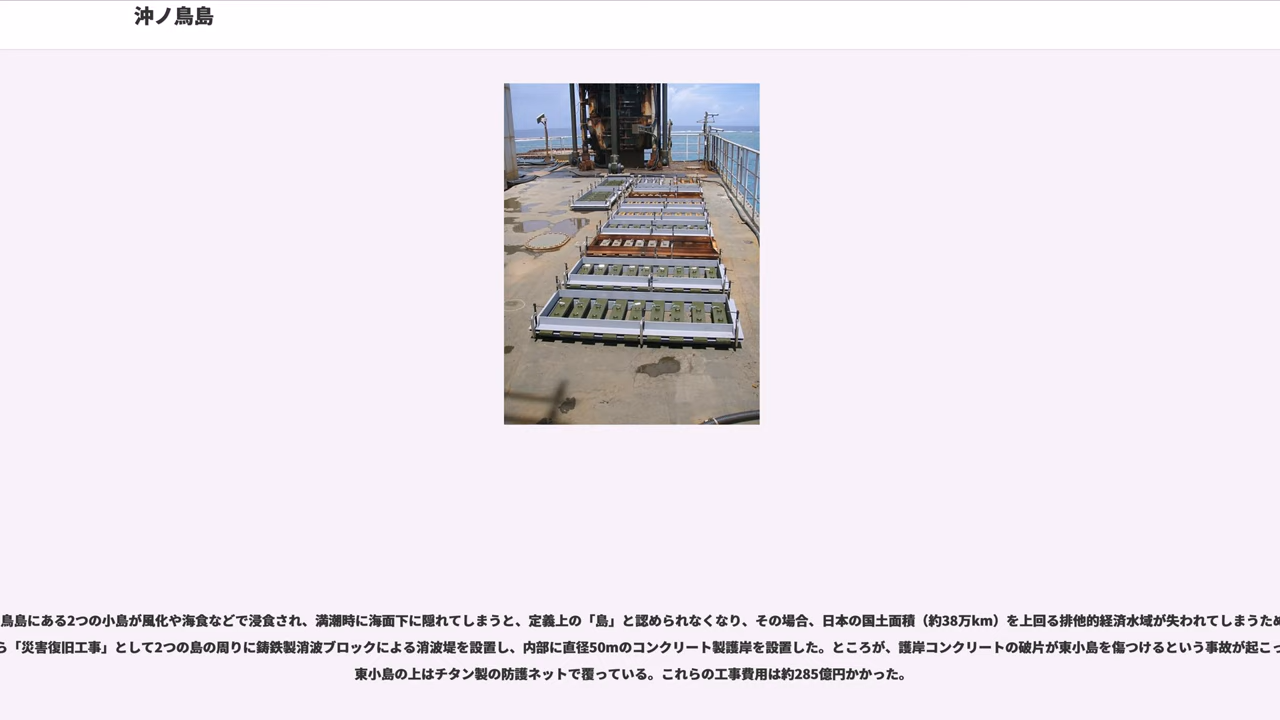 沖ノ鳥島
鳥島にある2つの小島が風化や海食などで浸食され、満潮時に海面下に隠れてしまうと、定義上の「島」と認められなくなり、その場合、日本の国土面積（約38万km）を上回る排他的経済水域が失われてしまうため
ら「災害復旧工事」として2つの島の周りに鋳鉄製消波ブロックによる消波堤を設置し、内部に直径50mのコンクリート製護岸を設置した。ところが、護岸コンクリートの破片が東小島を傷つけるという事故が起こっ
東小島の上はチタン製の防護ネットで覆っている。これらの工事費用は約285億円かかった。